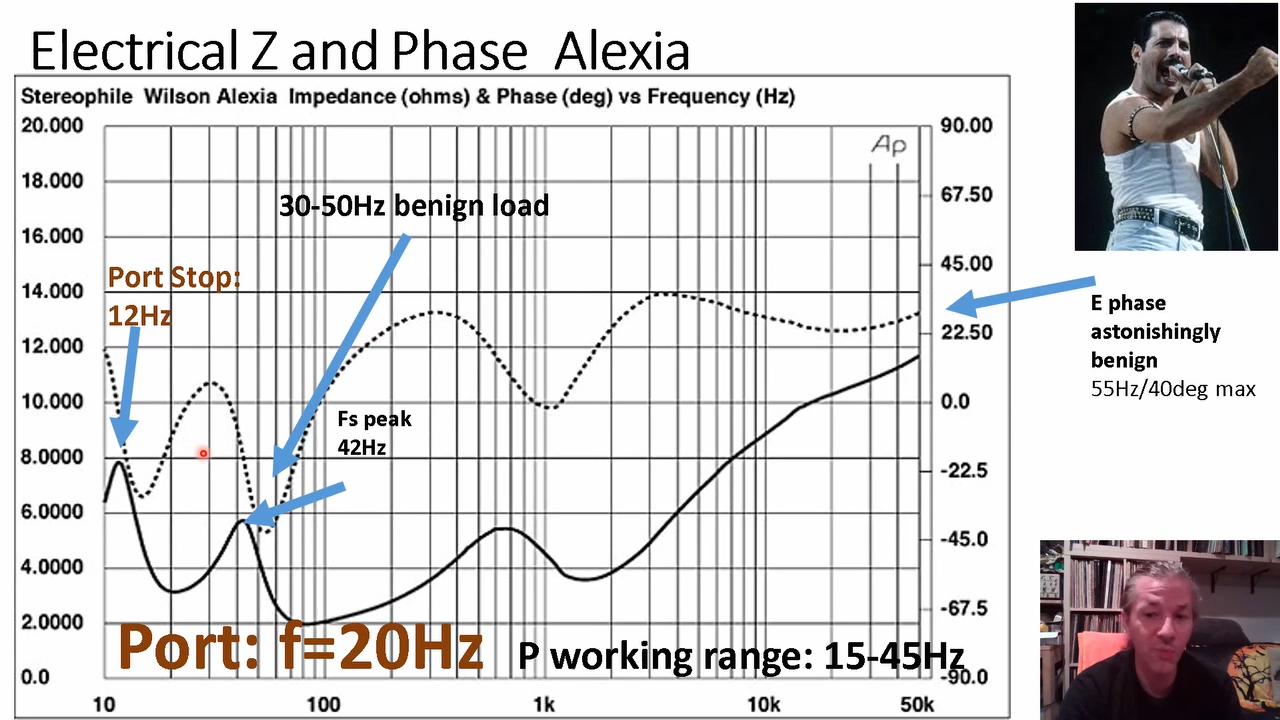 Electrical Z and Phase Alexia
Stereophile Wilson Alexia Impedance (ohms) & Phase (deg) vs Frequency (Hz)
20.000
18.000
16.000
14.000
12.000
10.000
8.0000
6.0000
4.0000
2.0000
0.0
90.00
67.50
45.00
22.50
0.0
-22.5
-45.0
-67.5
-90.0
Ap
30-50Hz benign load
Port Stop:
12Hz
Fs peak
42Hz
Port: f=20Hz
P working range: 15-45Hz
10
100
1k
10k
50k
E phase
astonishingly
benign
55Hz/40deg max